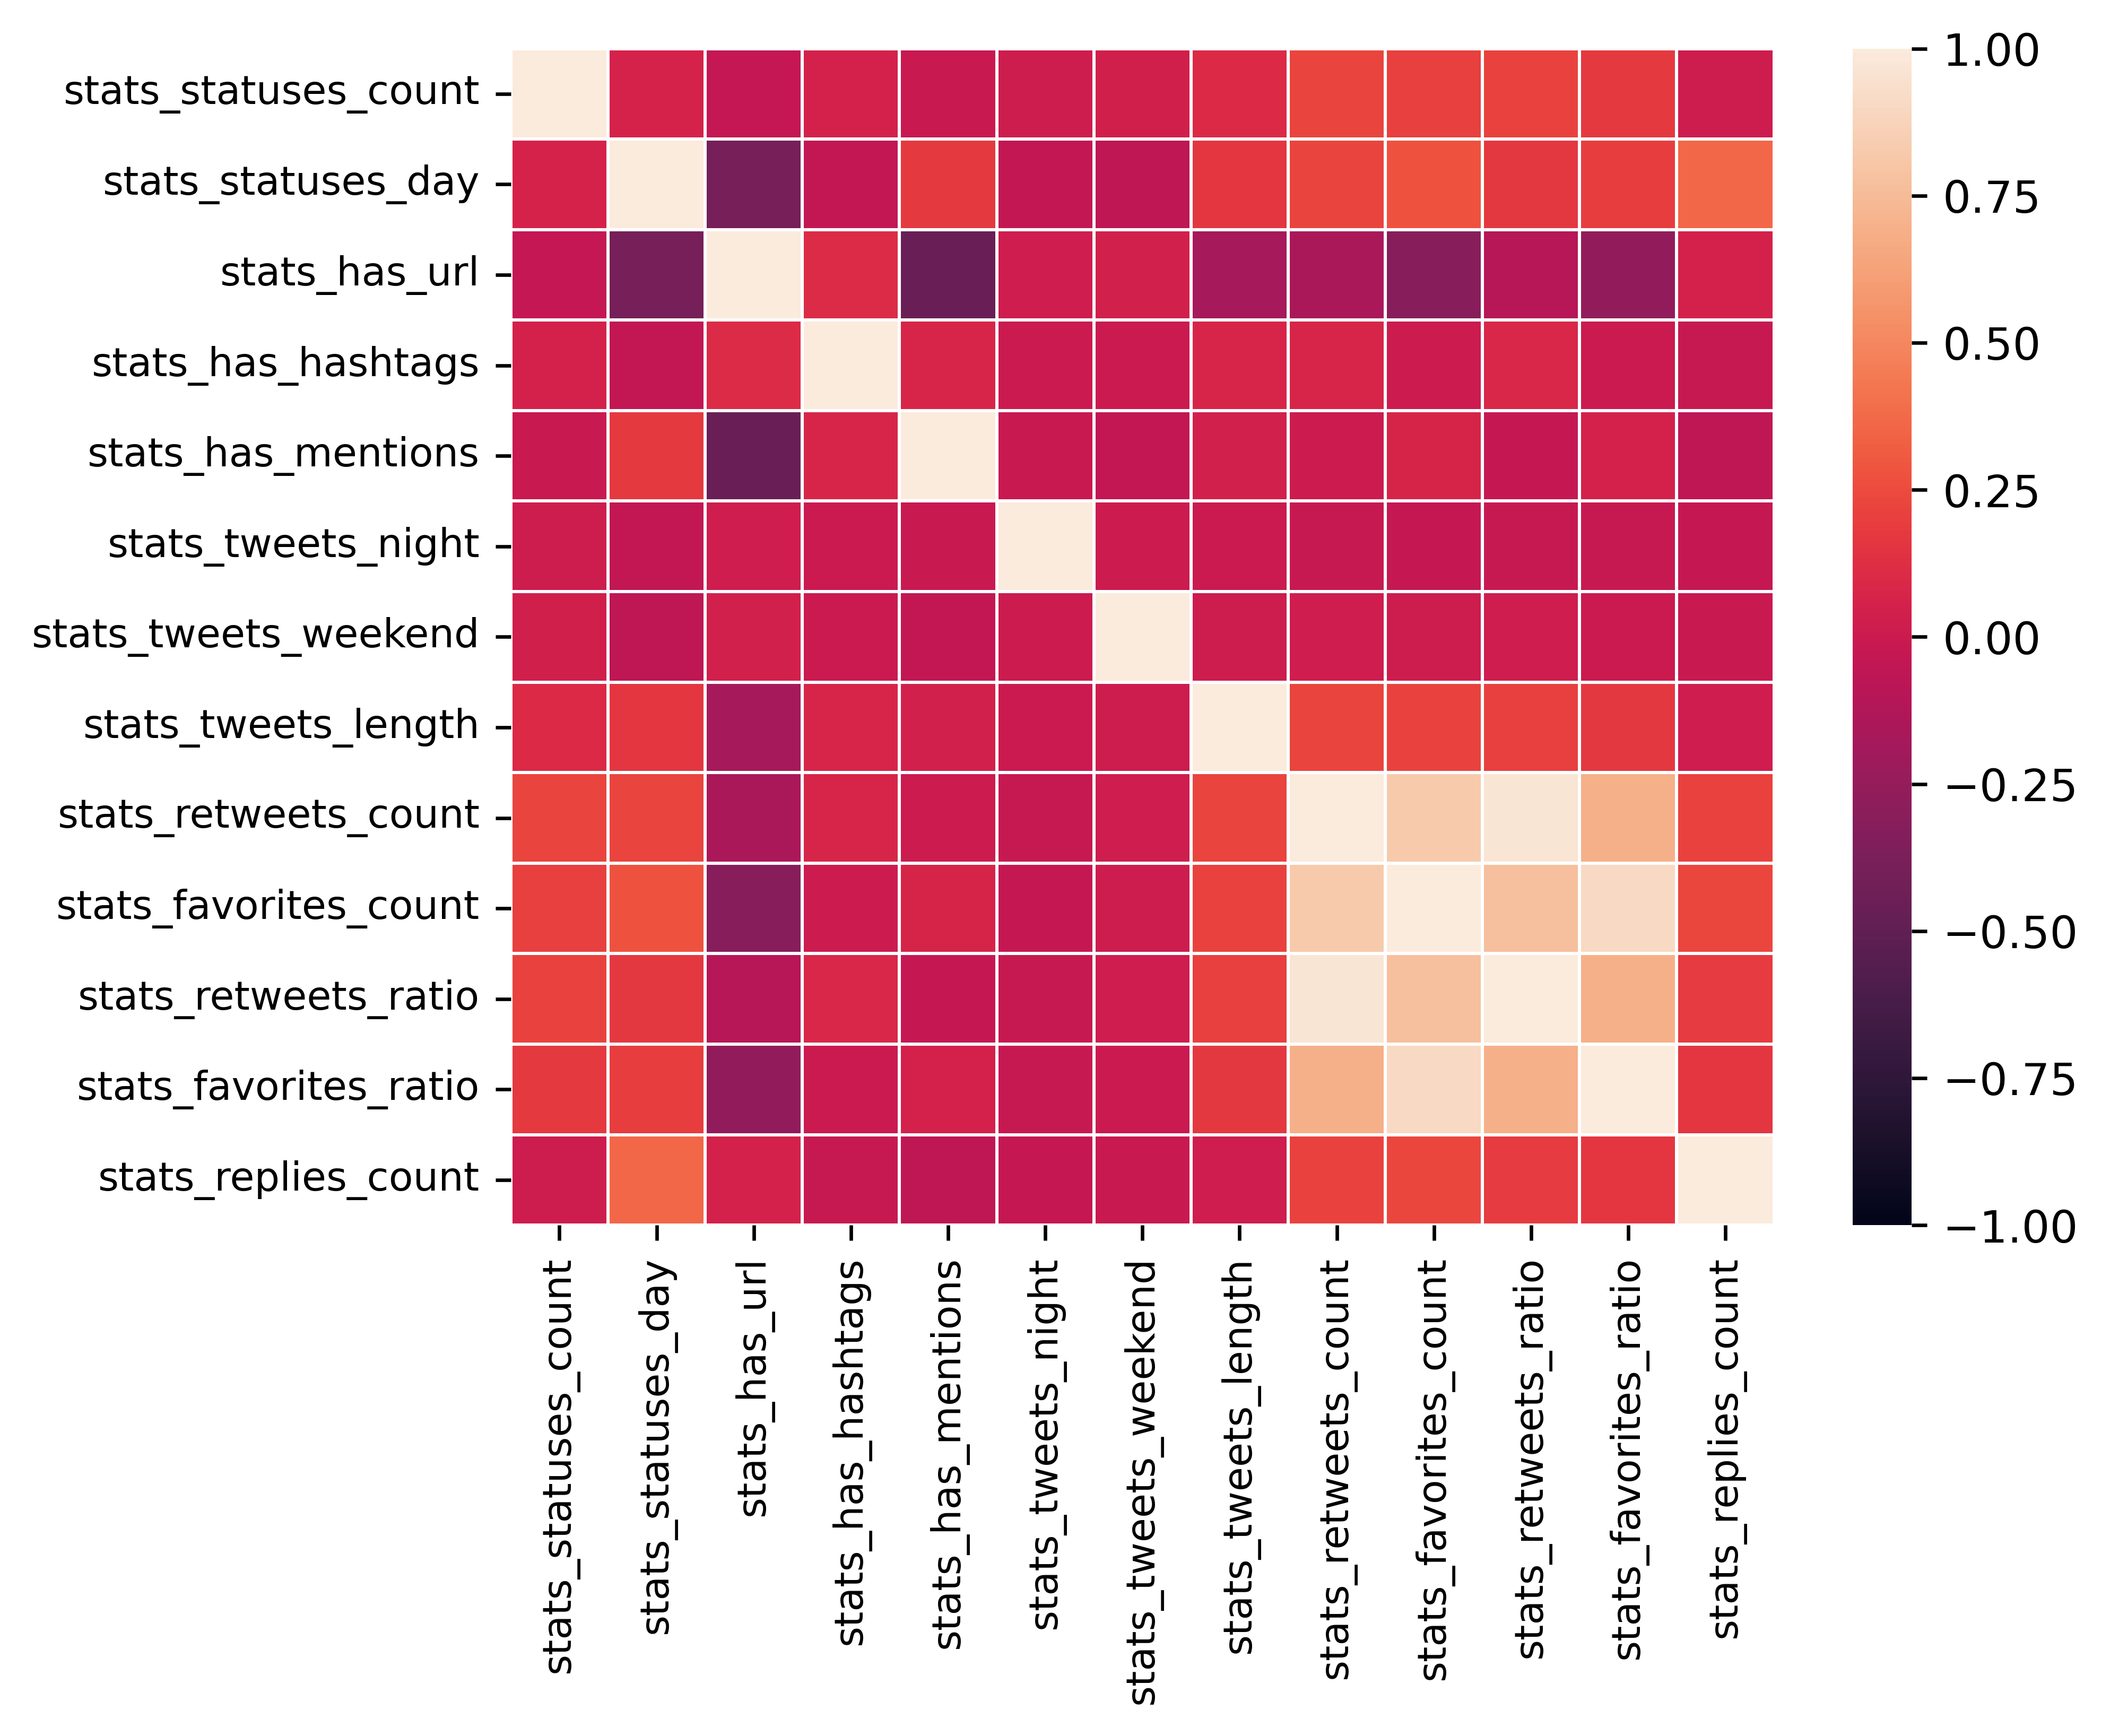 stats_statuses_count
stats_statuses_day
stats_has_url
stats_has_hashtags
stats_has_mentions
stats_tweets_night
stats_tweets_weekend
stats_tweets_length
stats_retweets_count
stats_favorites_count
stats_retweets_ratio
stats_favorites_ratio
stats_replies_count
stats_statuses_count
stats_statuses_day
stats_has_url
stats_has_hashtags
stats_has_mentions
stats_tweets_night
stats_tweets_weekend
stats_tweets_length
stats_retweets_count
stats_favorites_count
stats_retweets_ratio
stats_favorites_ratio
stats_replies_count
1.00
0.75
0.50
0.25
0.00
−0.25
−0.50
−0.75
−1.00